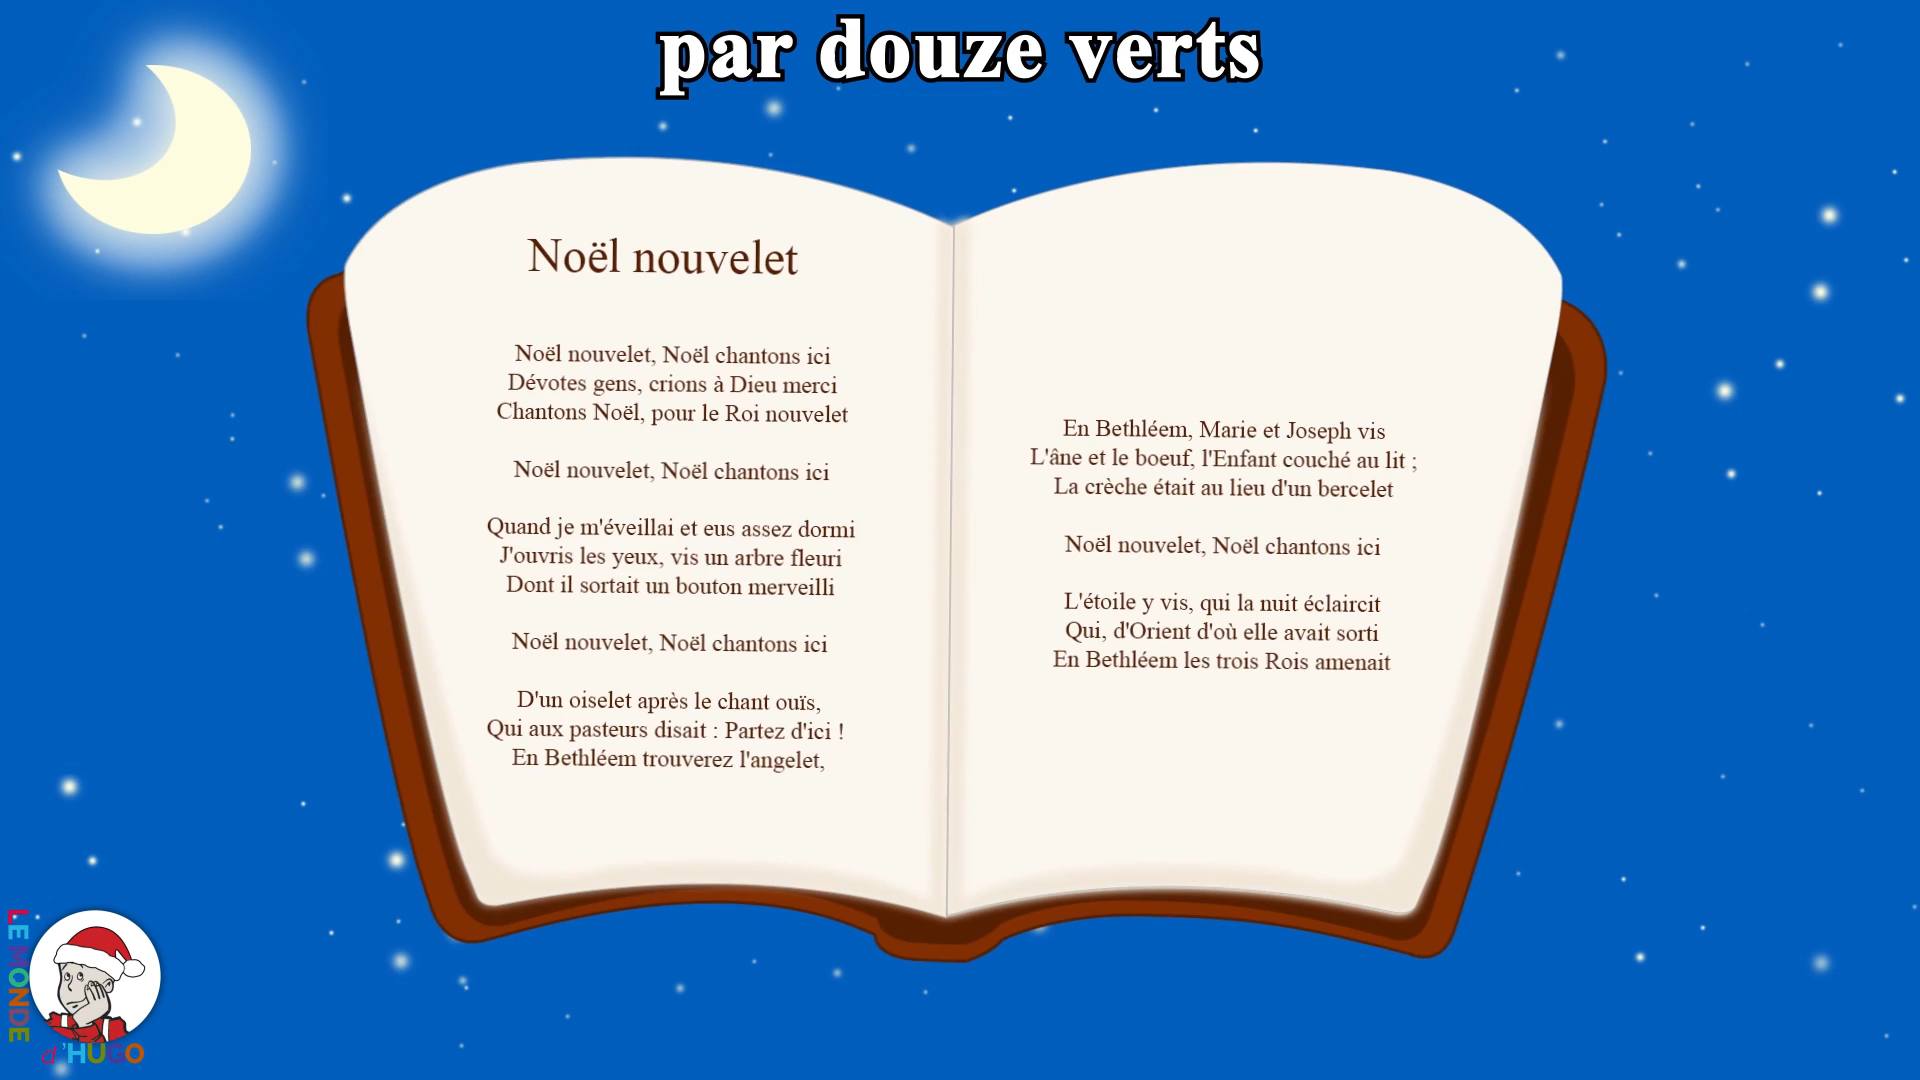 par douze verts
Noël nouvelet
Noël nouvelet, Noël chantons ici
Dévotes gens, crions à Dieu merci
Chantons Noël, pour le Roi nouvelet
Noël nouvelet, Noël chantons ici
Quand je m'éveillai et eus assez dormi
J'ouvris les yeux, vis un arbre fleuri
Dont il sortait un bouton merveilli
Noël nouvelet, Noël chantons ici
D'un oiselet après le chant ouïs,
Qui aux pasteurs disait : Partez d'ici !
En Bethléem trouverez l'angelet,
En Bethléem, Marie et Joseph vis
L'âne et le boeuf, l'Enfant couché au lit ;
La crèche était au lieu d'un bercelet
Noël nouvelet, Noël chantons ici
L'étoile y vis, qui la nuit éclaircit
Qui, d'Orient d'où elle avait sorti
En Bethléem les trois Rois amenait
LE MONDE
d'HUGO